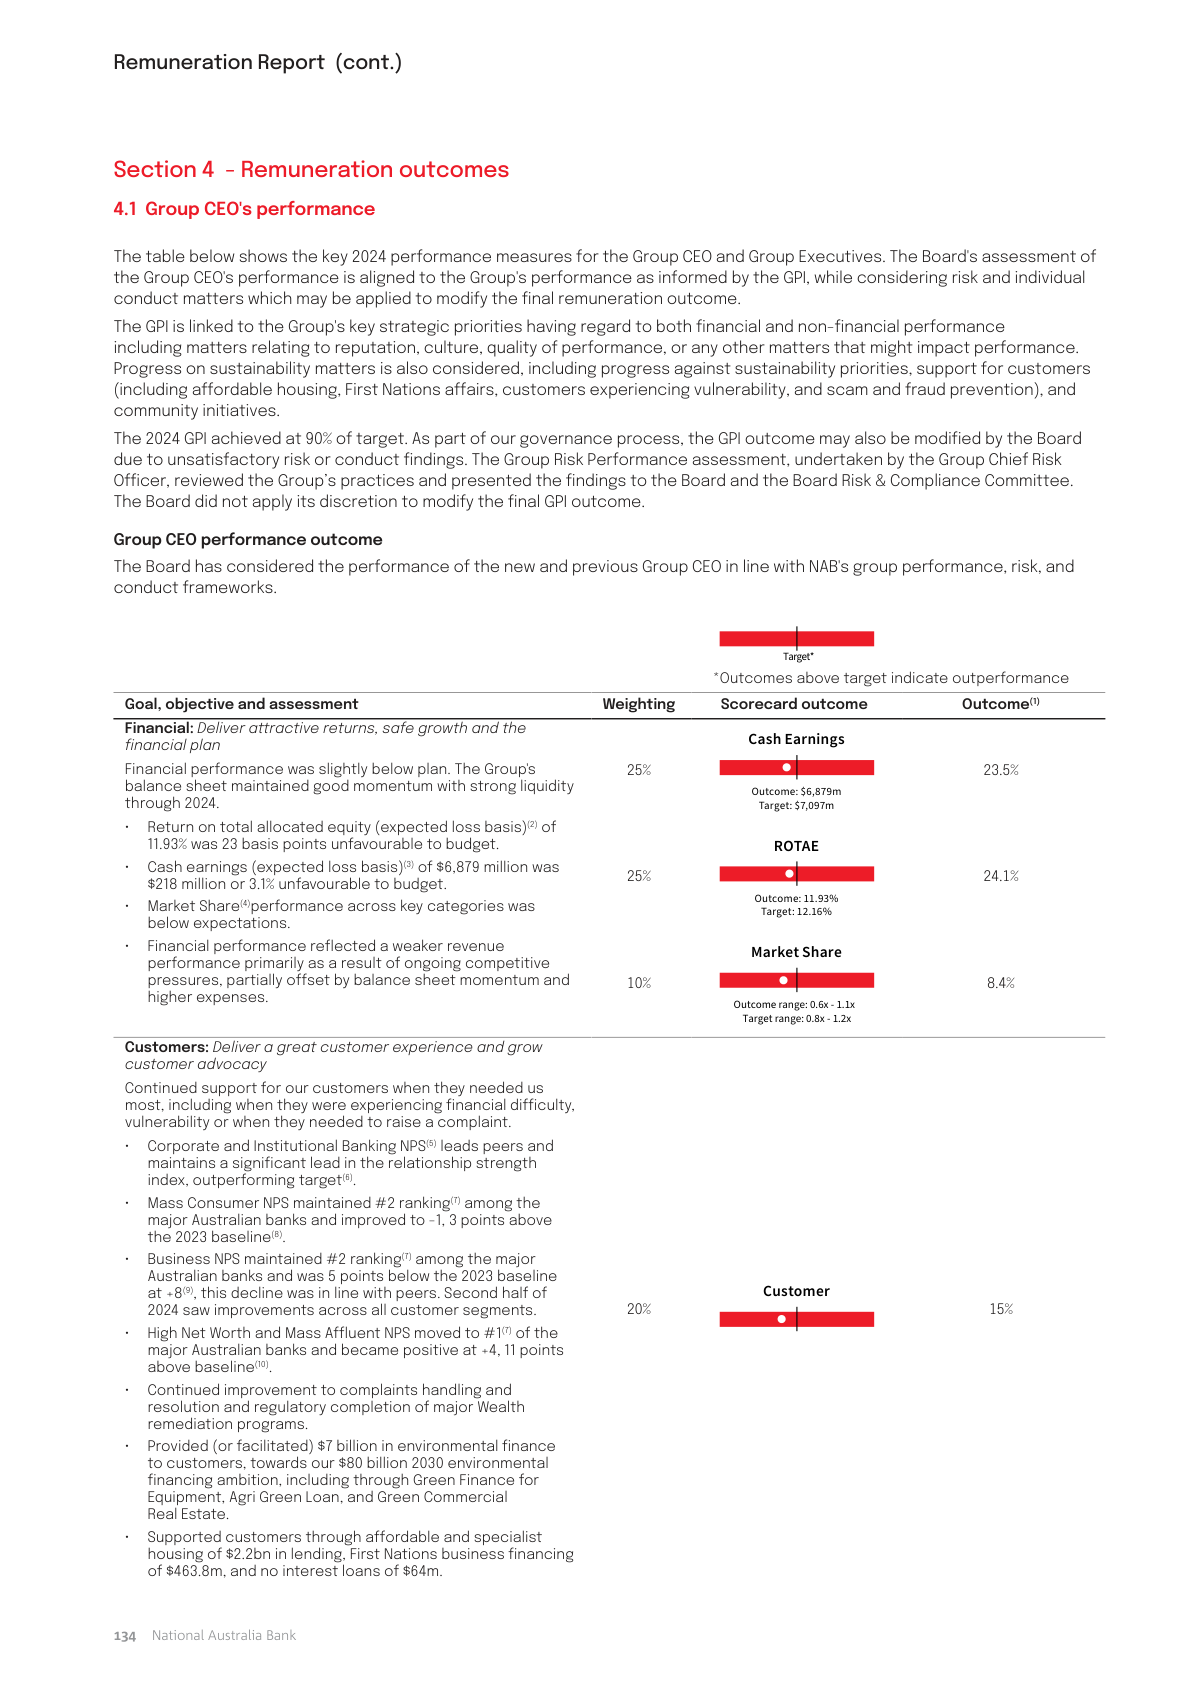 Remuneration Report (cont.)
Section 4 - Remuneration outcomes
4.1 Group CEO's performance
The table below shows the key 2024 performance measures for the Group CEO and Group Executives. The Board's assessment of
the Group CEO's performance is aligned to the Group's performance as informed by the GPI, while considering risk and individual
conduct matters which may be applied to modify the final remuneration outcome.
The GPI is linked to the Group's key strategic priorities having regard to both financial and non-financial performance
including matters relating to reputation, culture, quality of performance, or any other matters that might impact performance.
Progress on sustainability matters is also considered, including progress against sustainability priorities, support for customers
(including affordable housing, First Nations affairs, customers experiencing vulnerability, and scam and fraud prevention), and
community initiatives.
The 2024 GPI achieved at 90% of target. As part of our governance process, the GPI outcome may also be modified by the Board
due to unsatisfactory risk or conduct findings. The Group Risk Performance assessment, undertaken by the Group Chief Risk
Officer, reviewed the Group’s practices and presented the findings to the Board and the Board Risk & Compliance Committee.
The Board did not apply its discretion to modify the final GPI outcome.
Group CEO performance outcome
The Board has considered the performance of the new and previous Group CEO in line with NAB's group performance, risk, and
conduct frameworks.
Target*
*Outcomes above target indicate outperformance
Goal, objective and assessment Weighting Scorecard outcome Outcome(1)
Financial: Deliver attractive returns, safe growth and the
financial plan
Financial performance was slightly below plan. The Group's
balance sheet maintained good momentum with strong liquidity
through 2024.
• Return on total allocated equity (expected loss basis)(2) of
11.93% was 23 basis points unfavourable to budget.
• Cash earnings (expected loss basis)(3) of $6,879 million was
$218 million or 3.1% unfavourable to budget.
• Market Share(4)performance across key categories was
below expectations.
• Financial performance reflected a weaker revenue
performance primarily as a result of ongoing competitive
pressures, partially offset by balance sheet momentum and
higher expenses.
Cash Earnings
25% 23.5%
Outcome: $6,879m
Target: $7,097m
ROTAE
25% 24.1%
Outcome: 11.93%
Target: 12.16%
Market Share
10% 8.4%
Outcome range: 0.6x - 1.1x
Target range: 0.8x - 1.2x
Customers: Deliver a great customer experience and grow
customer advocacy
Continued support for our customers when they needed us
most, including when they were experiencing financial difficulty,
vulnerability or when they needed to raise a complaint.
• Corporate and Institutional Banking NPS(5) leads peers and
maintains a significant lead in the relationship strength
index, outperforming target(6).
• Mass Consumer NPS maintained #2 ranking(7) among the
major Australian banks and improved to -1, 3 points above
the 2023 baseline(8).
• Business NPS maintained #2 ranking(7) among the major
Australian banks and was 5 points below the 2023 baseline
at +8(9), this decline was in line with peers. Second half of
2024 saw improvements across all customer segments.
• High Net Worth and Mass Affluent NPS moved to #1(7) of the
major Australian banks and became positive at +4, 11 points
above baseline(10).
• Continued improvement to complaints handling and
resolution and regulatory completion of major Wealth
remediation programs.
• Provided (or facilitated) $7 billion in environmental finance
to customers, towards our $80 billion 2030 environmental
financing ambition, including through Green Finance for
Equipment, Agri Green Loan, and Green Commercial
Real Estate.
• Supported customers through affordable and specialist
housing of $2.2bn in lending, First Nations business financing
of $463.8m, and no interest loans of $64m.
Customer
20% 15%
134 National Australia Bank